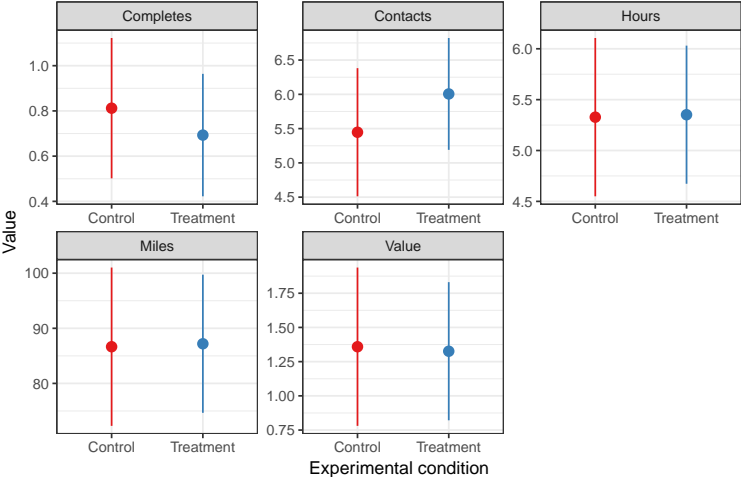 Completes
Contacts
Hours
1.0
0.8
0.6
0.4
6.5
6.0
5.5
5.0
4.5
6.0
5.5
5.0
4.5
Control
Treatment
Control
Treatment
Control
Treatment
Value
Miles
Value
100
90
80
1.75
1.50
1.25
1.00
0.75
Control
Treatment
Control
Treatment
Experimental condition